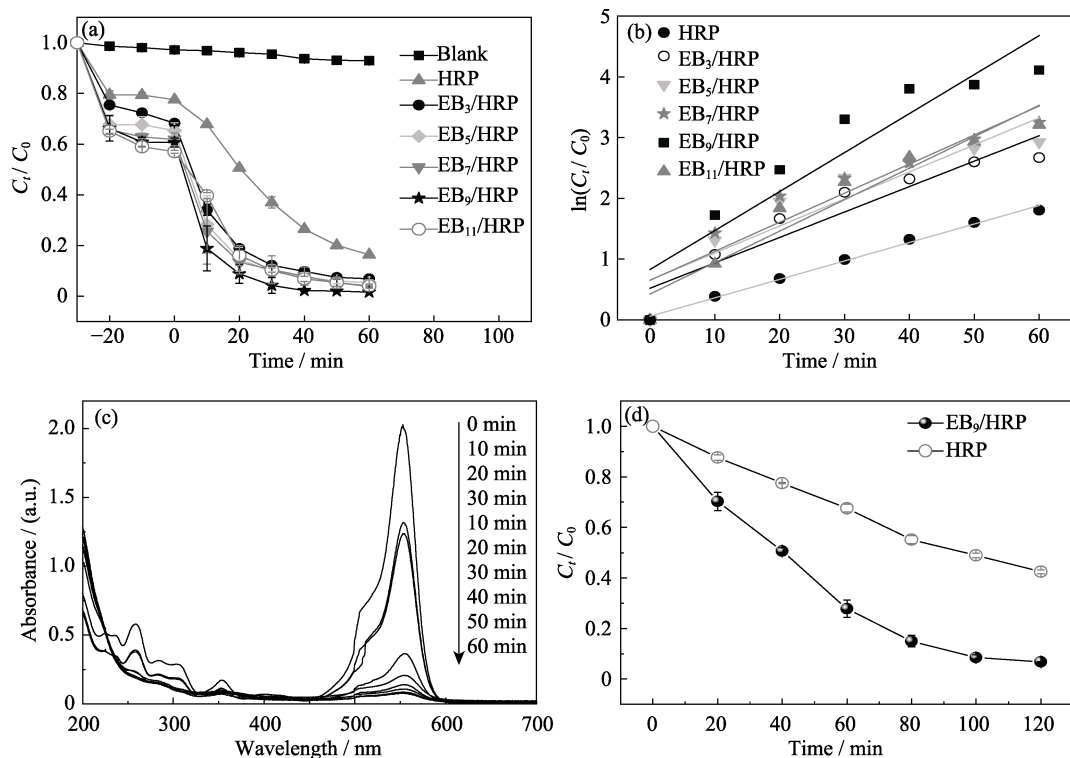 (a)
1.0
0.8
0.6
0.4
0.2
0
C_t / C_0
−20 0 20 40 60 80 100
Time / min
Blank
HRP
EB₃/HRP
EB₅/HRP
EB₇/HRP
EB₉/HRP
EB₁₁/HRP
(b)
5
4
3
2
1
0
ln(C_t / C_0)
0 10 20 30 40 50 60
Time / min
HRP
EB₃/HRP
EB₅/HRP
EB₇/HRP
EB₉/HRP
EB₁₁/HRP
(c)
2.0
1.5
1.0
0.5
0
Absorbance / (a.u.)
200 300 400 500 600 700
Wavelength / nm
0 min
10 min
20 min
30 min
10 min
20 min
30 min
40 min
50 min
60 min
(d)
1.0
0.8
0.6
0.4
0.2
0
C_t / C_0
0 20 40 60 80 100 120
Time / min
EB₉/HRP
HRP